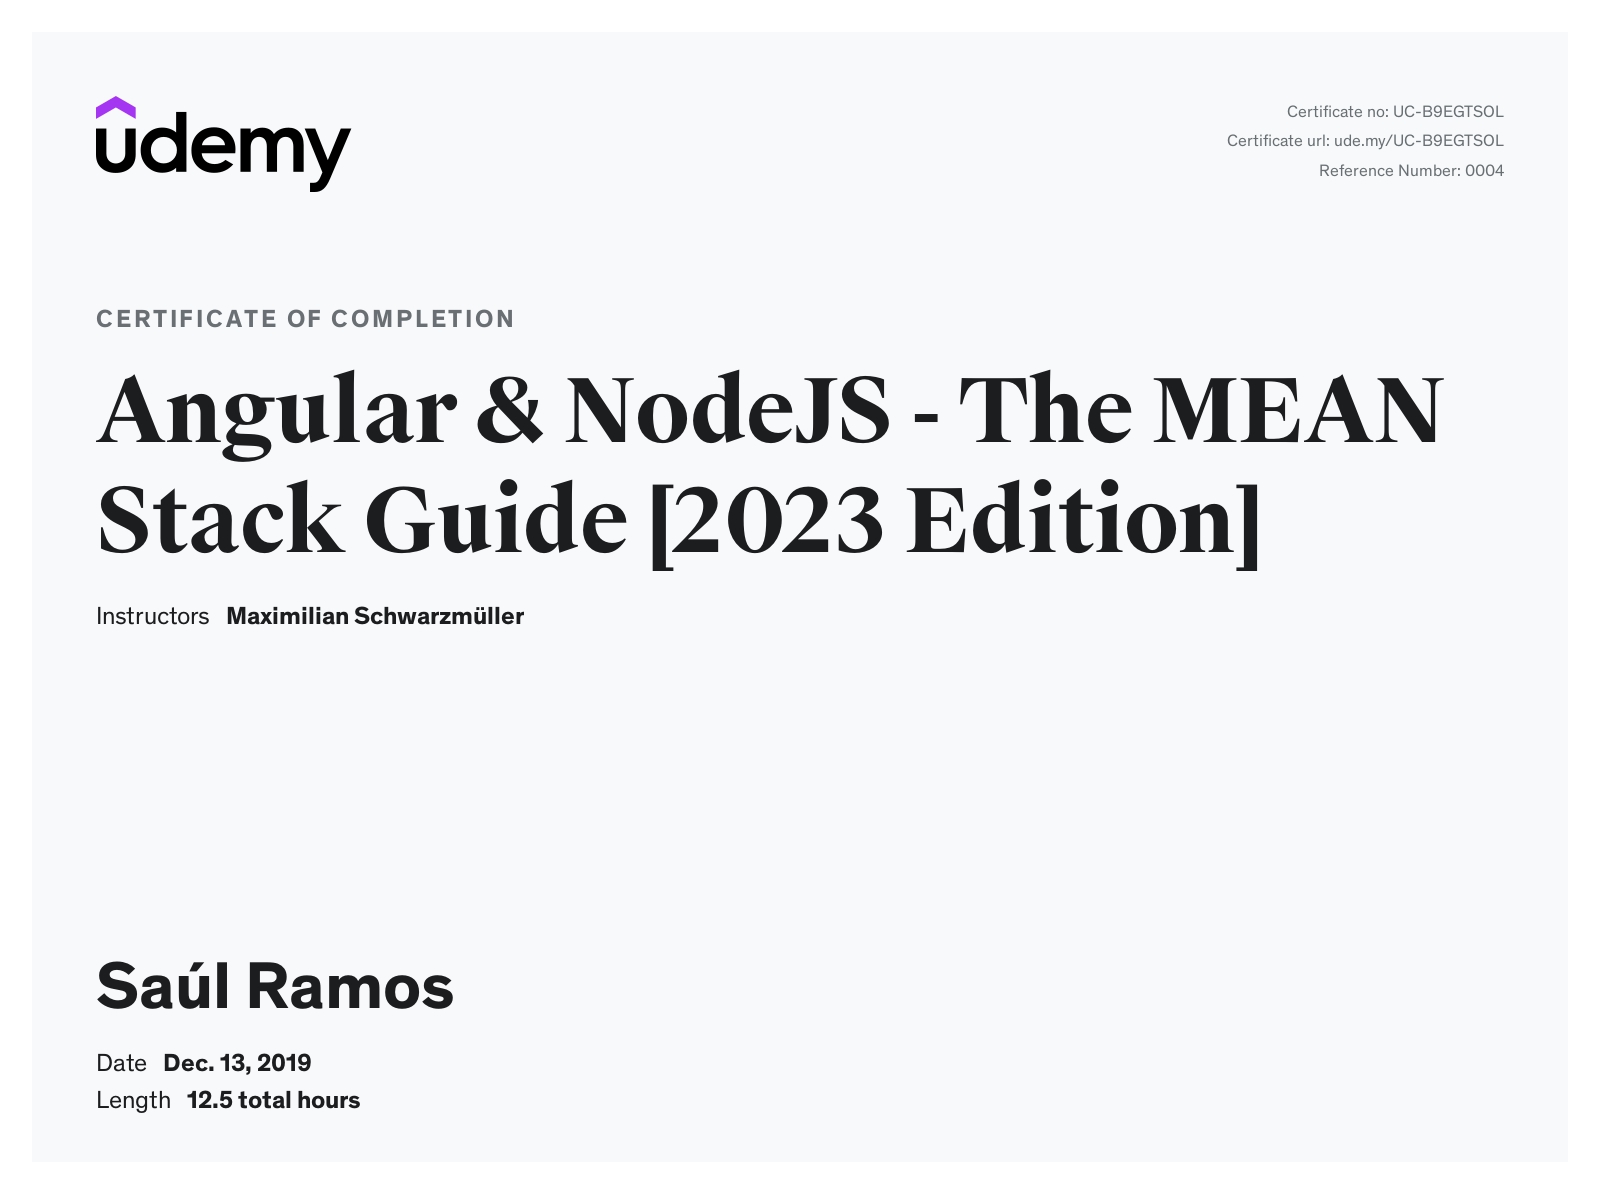 udemy
Certificate no: UC-B9EGTSOL
Certificate url: ude.my/UC-B9EGTSOL
Reference Number: 0004
CERTIFICATE OF COMPLETION
Angular & NodeJS - The MEAN
Stack Guide [2023 Edition]
Instructors Maximilian Schwarzmüller
Saúl Ramos
Date Dec. 13, 2019
Length 12.5 total hours